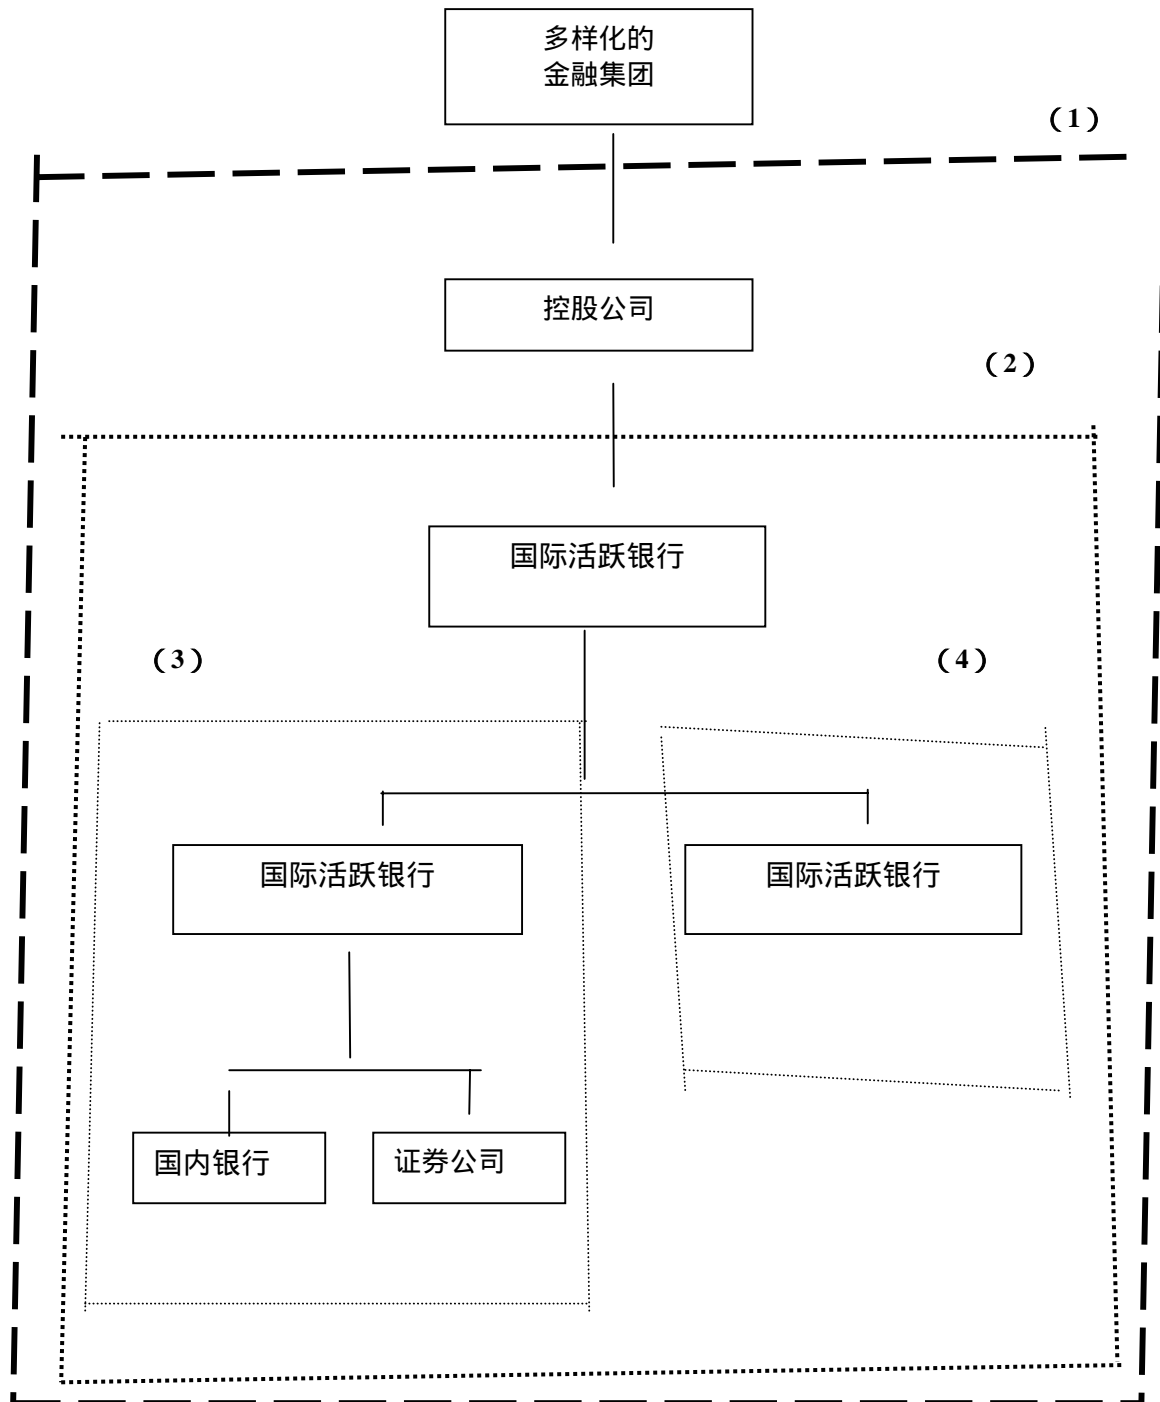 多样化的
金融集团
（1）
控股公司
（2）
国际活跃银行
（3）
（4）
国际活跃银行
国际活跃银行
国内银行
证券公司